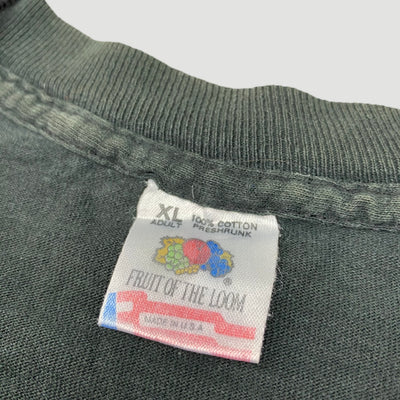 XL 100% COTTON
ADULT PRESHRUNK
FRUIT OF THE LOOM ®
MADE IN U.S.A.